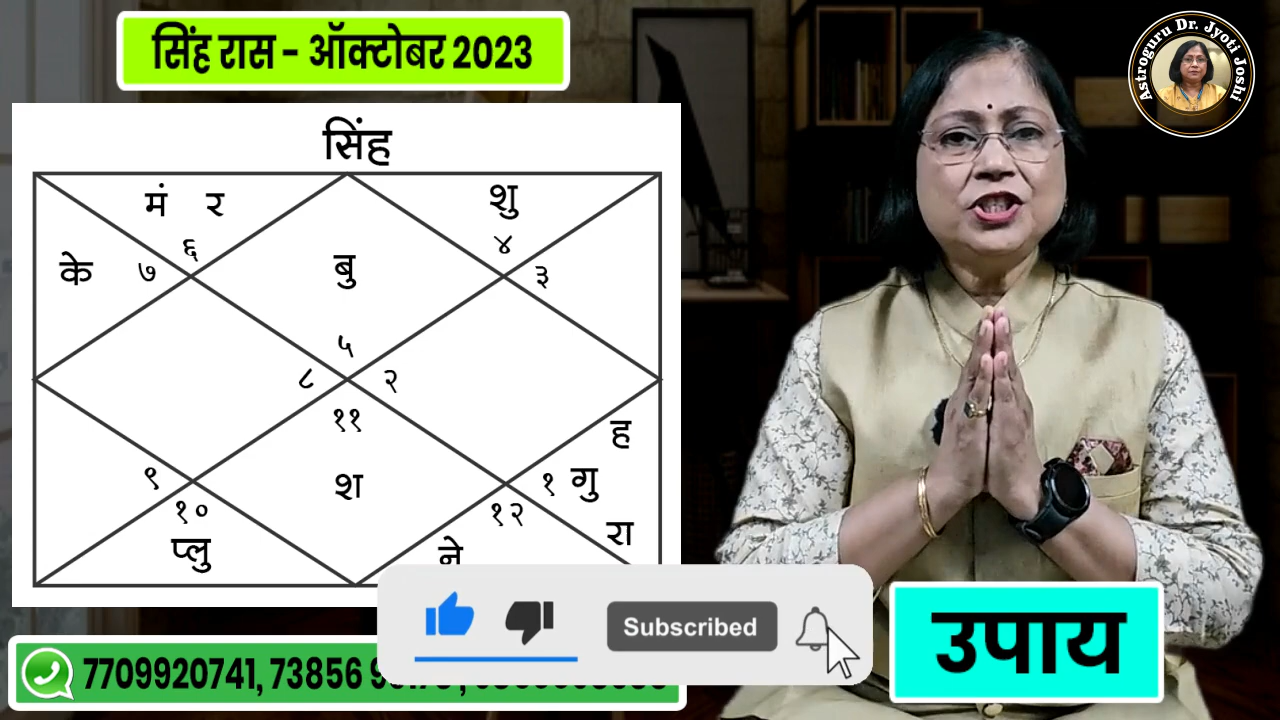 सिंह रास - ऑक्टोबर 2023
Astroguru Dr. Jyoti Joshi
सिंह
मं र
शु
६
४
के ७
बु
३
५
८
२
११
ह
९
श
१ गु
१०
१२
रा
प्लु
ने
Subscribed
उपाय
7709920741, 73856